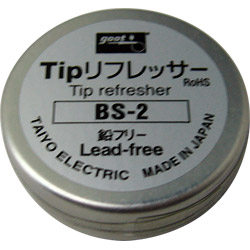 goot
Tipリフレッサー
RoHS
Tip refresher
BS-2
鉛フリー
Lead-free
TAIYO ELECTRIC MADE IN JAPAN